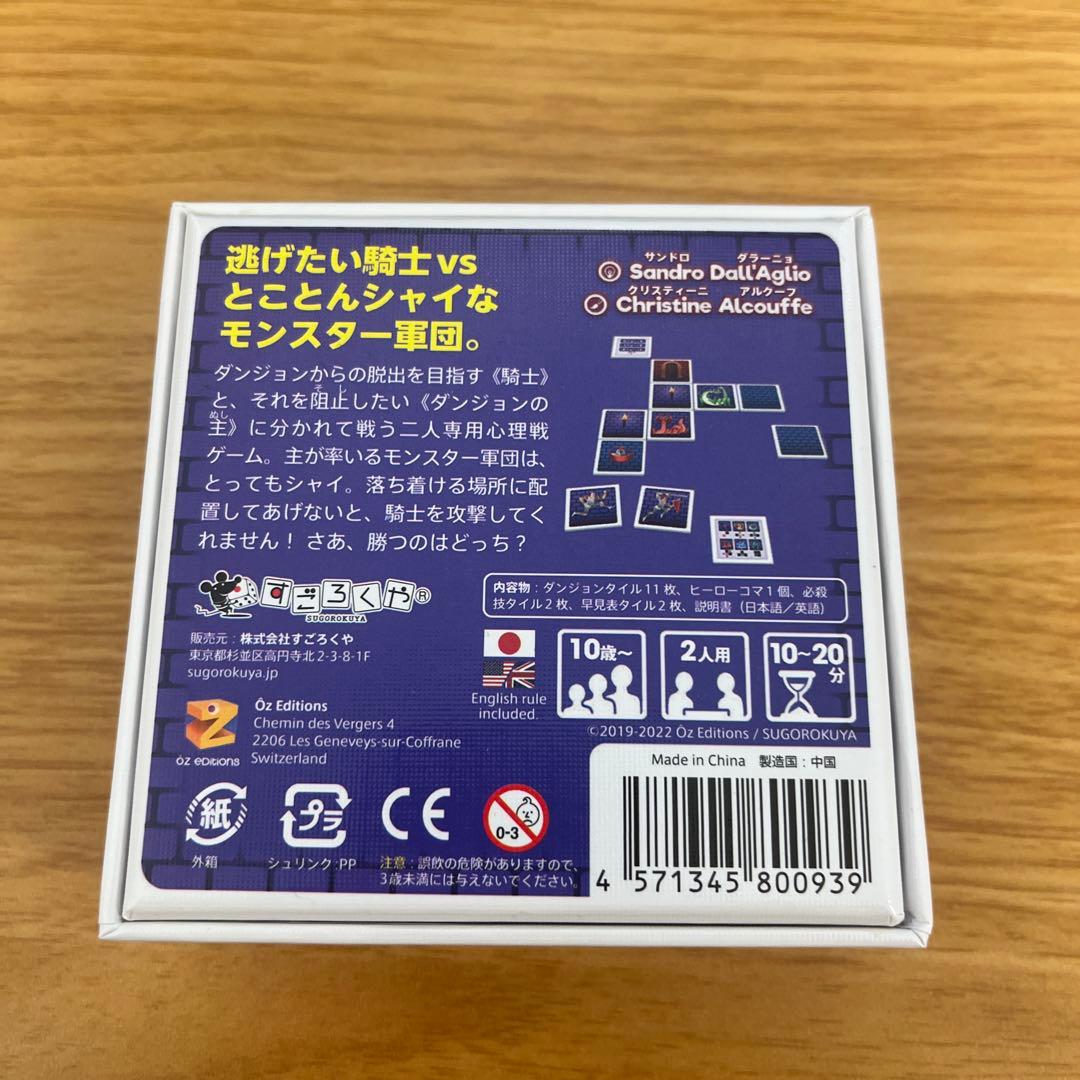 逃げたい騎士vs
とことんシャイな
モンスター軍団。
サンドロ ダラーニョ
Sandro Dall'Aglio
クリスティーニ アルクーフ
Christine Alcouffe
ダンジョンからの脱出を目指す《騎士》
そし
と、それを阻止したい《ダンジョンの
ぬし
主》に分かれて戦う二人専用心理戦
ゲーム。主が率いるモンスター軍団は、
とってもシャイ。落ち着ける場所に配
置してあげないと、騎士を攻撃してく
れません！ さあ、勝つのはどっち？
すごろくや®
SUGOROKUYA
販売元：株式会社すごろくや
東京都杉並区高円寺北2-3-8-1F
sugorokuya.jp
内容物：ダンジョンタイル11枚、ヒーローコマ1個、必殺
技タイル2枚、早見表タイル2枚、説明書（日本語／英語）
English rule
included.
10歳～
2人用
10～20分
Ôz Editions
Chemin des Vergers 4
2206 Les Geneveys-sur-Coffrane
Switzerland
ôz editions
©2019-2022 Ôz Editions / SUGOROKUYA
Made in China 製造国：中国
紙
外箱
プラ
シュリンク:PP
CE
0-3
注意：誤飲の危険がありますので、
3歳未満には与えないでください。
4 571345 800939